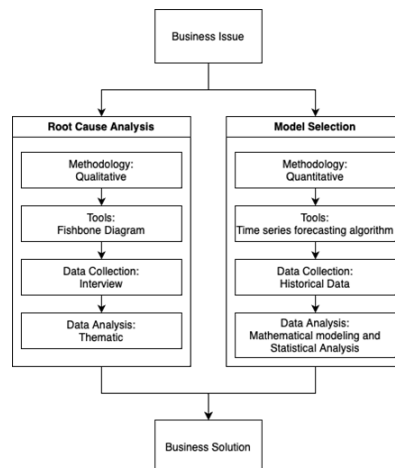 Business Issue
Root Cause Analysis
Methodology:
Qualitative
Tools:
Fishbone Diagram
Data Collection:
Interview
Data Analysis:
Thematic
Model Selection
Methodology:
Quantitative
Tools:
Time series forecasting algorithm
Data Collection:
Historical Data
Data Analysis:
Mathematical modeling and
Statistical Analysis
Business Solution